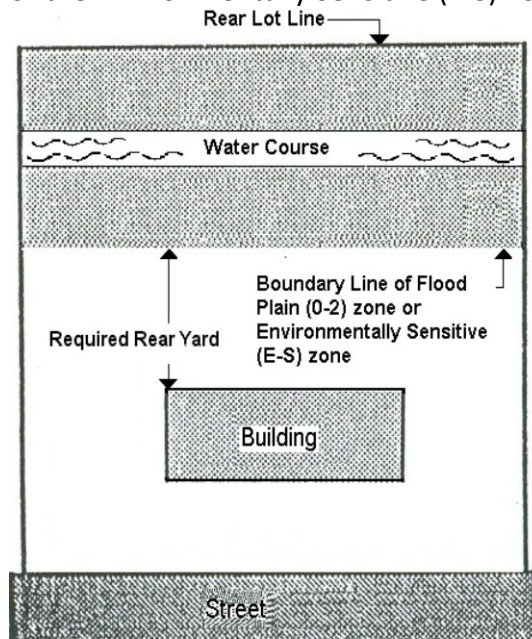 Rear Lot Line
Water Course
Boundary Line of Flood
Plain (0-2) zone or
Environmentally Sensitive
(E-S) zone
Required Rear Yard
Building
Street